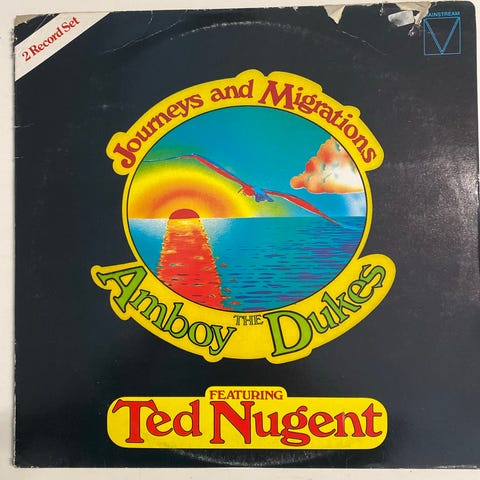 2 Record Set
MAINSTREAM
Journeys and Migrations
THE
Amboy Dukes
FEATURING
Ted Nugent